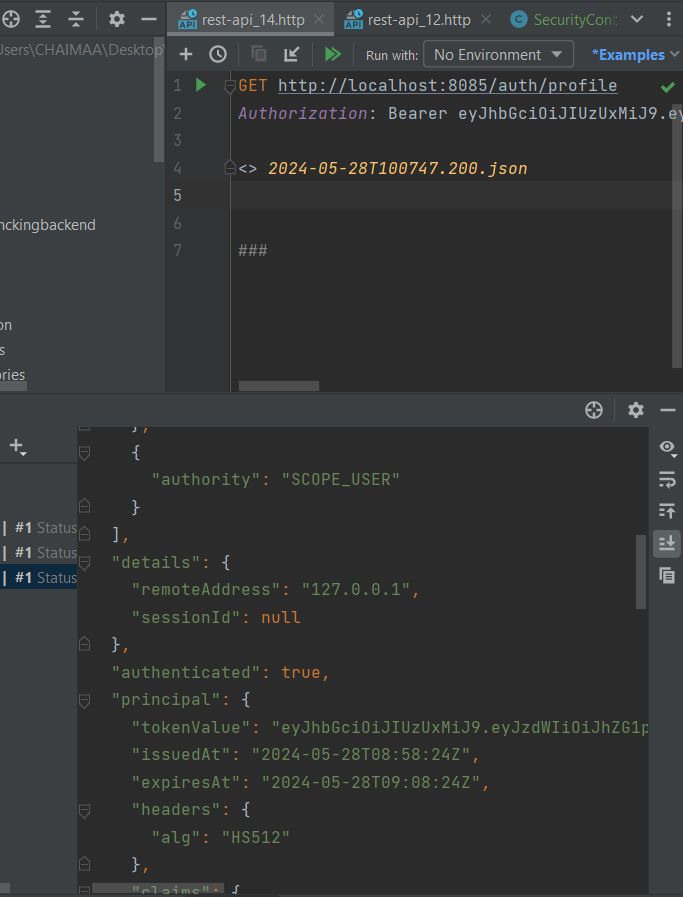 rest-api_14.http
rest-api_12.http
SecurityCont
Users\CHAIMAA\Desktop\
Run with:
No Environment
*Examples
API
API
C
1
GET http://localhost:8085/auth/profile
2
Authorization: Bearer eyJhbGciOiJIUzUxMiJ9.ey
3
4
<> 2024-05-28T100747.200.json
5
6
7
###
nckingbackend
on
s
ories
},
{
"authority": "SCOPE_USER"
}
],
"details": {
"remoteAddress": "127.0.0.1",
"sessionId": null
},
"authenticated": true,
"principal": {
"tokenValue": "eyJhbGciOiJIUzUxMiJ9.eyJzdWIiOiJhZG1p
"issuedAt": "2024-05-28T08:58:24Z",
"expiresAt": "2024-05-28T09:08:24Z",
"headers": {
"alg": "HS512"
},
"claims": {
| #1 Status
| #1 Status
| #1 Status